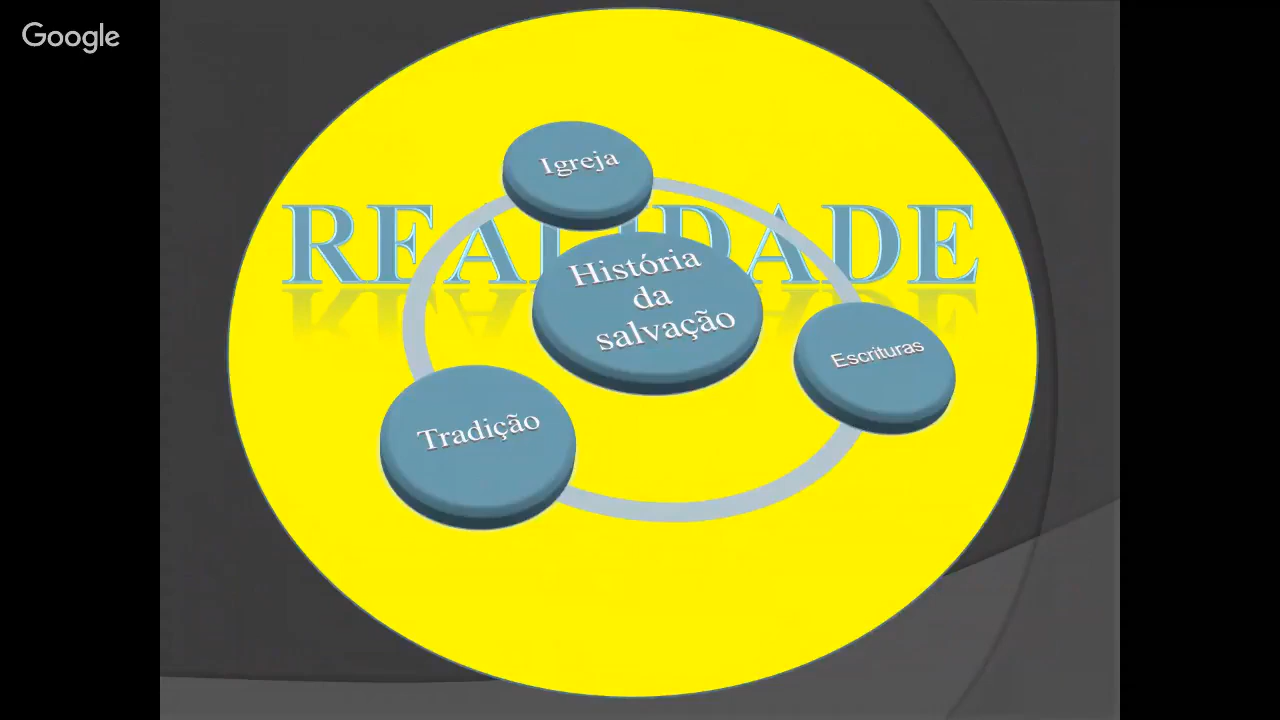 Google
Igreja
REALIDADE
História
da
salvação
Escrituras
Tradição